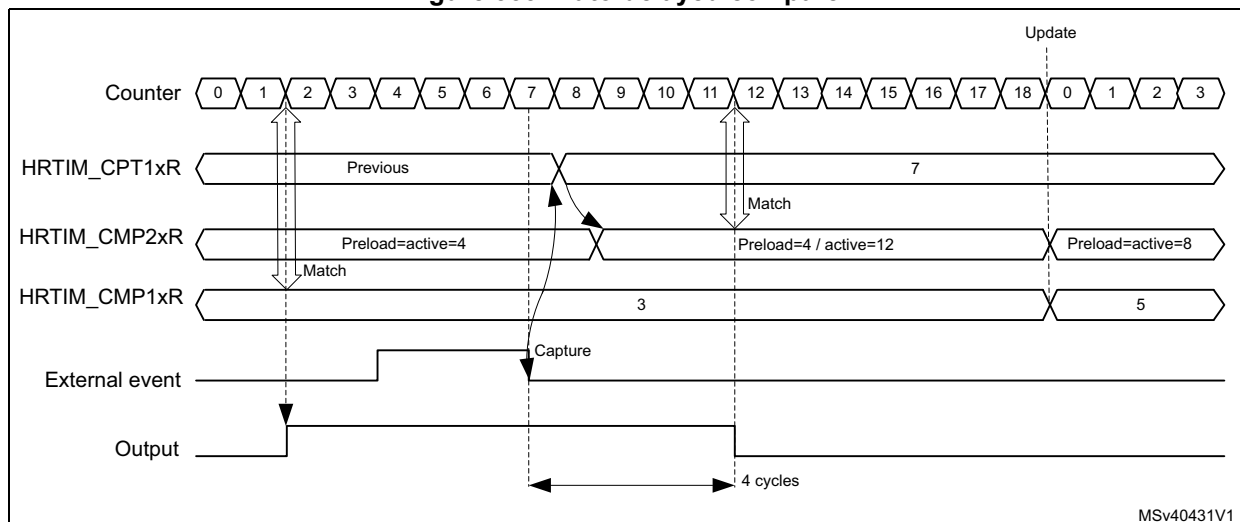 Update
Counter 0 1 2 3 4 5 6 7 8 9 10 11 12 13 14 15 16 17 18 0 1 2 3
HRTIM_CPT1xR Previous 7
Match
HRTIM_CMP2xR Preload=active=4 Preload=4 / active=12 Preload=active=8
Match
HRTIM_CMP1xR 3 5
Capture
External event
Output
4 cycles
MSv40431V1